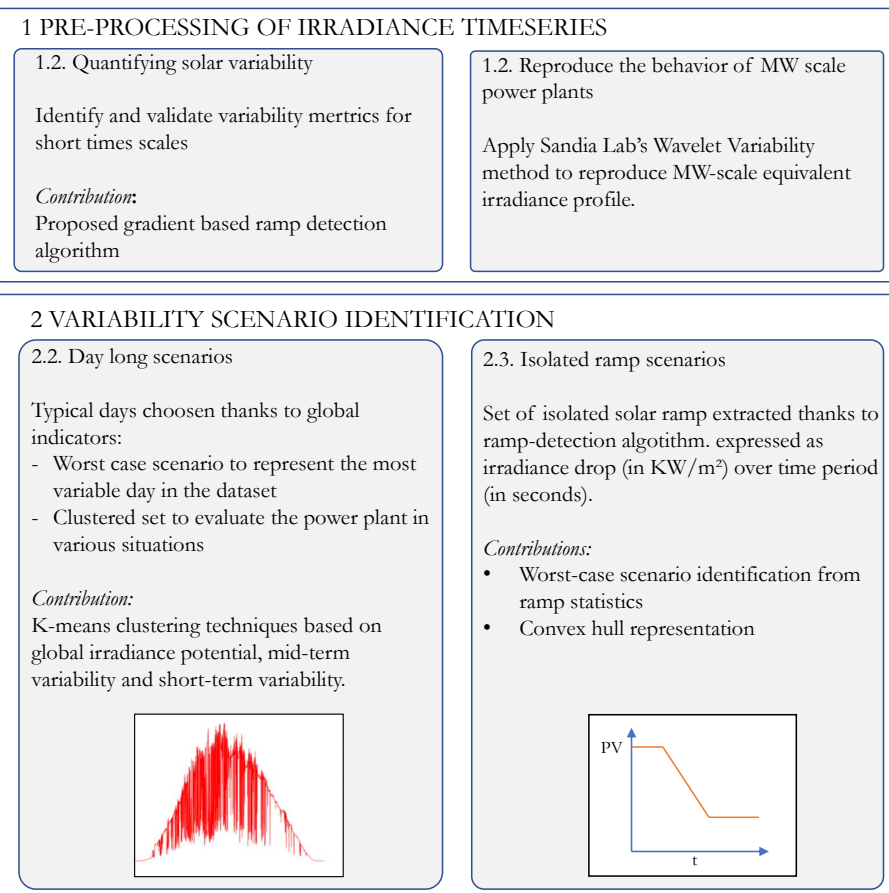 1 PRE-PROCESSING OF IRRADIANCE TIMESERIES
1.2. Quantifying solar variability
Identify and validate variability mertrics for
short times scales
Contribution:
Proposed gradient based ramp detection
algorithm
1.2. Reproduce the behavior of MW scale
power plants
Apply Sandia Lab's Wavelet Variability
method to reproduce MW-scale equivalent
irradiance profile.
2 VARIABILITY SCENARIO IDENTIFICATION
2.2. Day long scenarios
Typical days choosen thanks to global
indicators:
- Worst case scenario to represent the most
variable day in the dataset
- Clustered set to evaluate the power plant in
various situations
Contribution:
K-means clustering techniques based on
global irradiance potential, mid-term
variability and short-term variability.
2.3. Isolated ramp scenarios
Set of isolated solar ramp extracted thanks to
ramp-detection algotithm. expressed as
irradiance drop (in KW/m²) over time period
(in seconds).
Contributions:
• Worst-case scenario identification from
ramp statistics
• Convex hull representation
PV
t